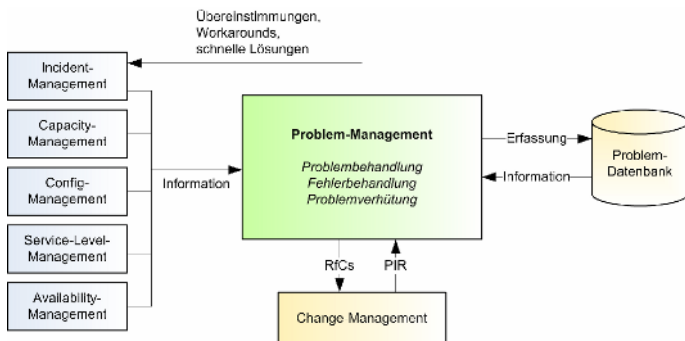 Übereinstimmungen,
Workarounds,
schnelle Lösungen
Incident-
Management
Capacity-
Management
Config-
Management
Service-Level-
Management
Availability-
Management
Information
Problem-Management
Problembehandlung
Fehlerbehandlung
Problemverhütung
Erfassung
Information
Problem-
Datenbank
RfCs
PIR
Change Management